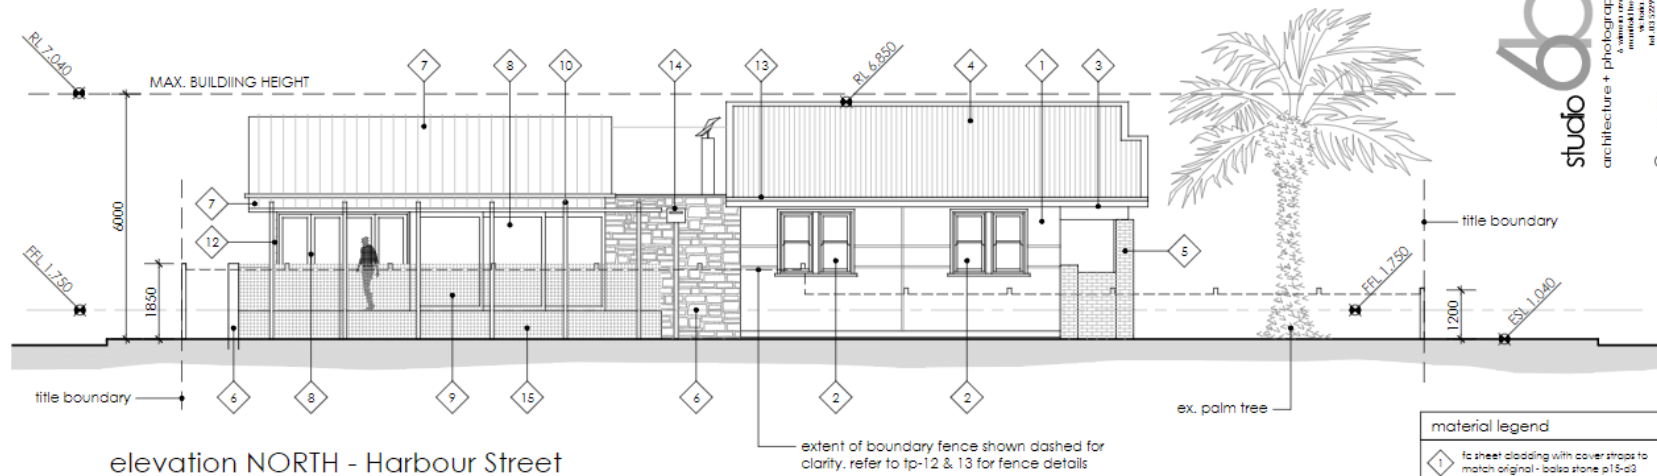 RL 7,040
MAX. BUILDING HEIGHT
7
8
10
14
13
RL 6,850
4
1
3
studio
architecture + photograp
6000
7
12
5
title boundary
FFL 1,750
1850
FFL 1,750
1200
ESL 1,040
title boundary
6
8
9
15
6
2
2
ex. palm tree
extent of boundary fence shown dashed for
clarity. refer to tp-12 & 13 for fence details
elevation NORTH - Harbour Street
material legend
1
fc sheet cladding with cover straps to
match original - balsa stone p15-d3